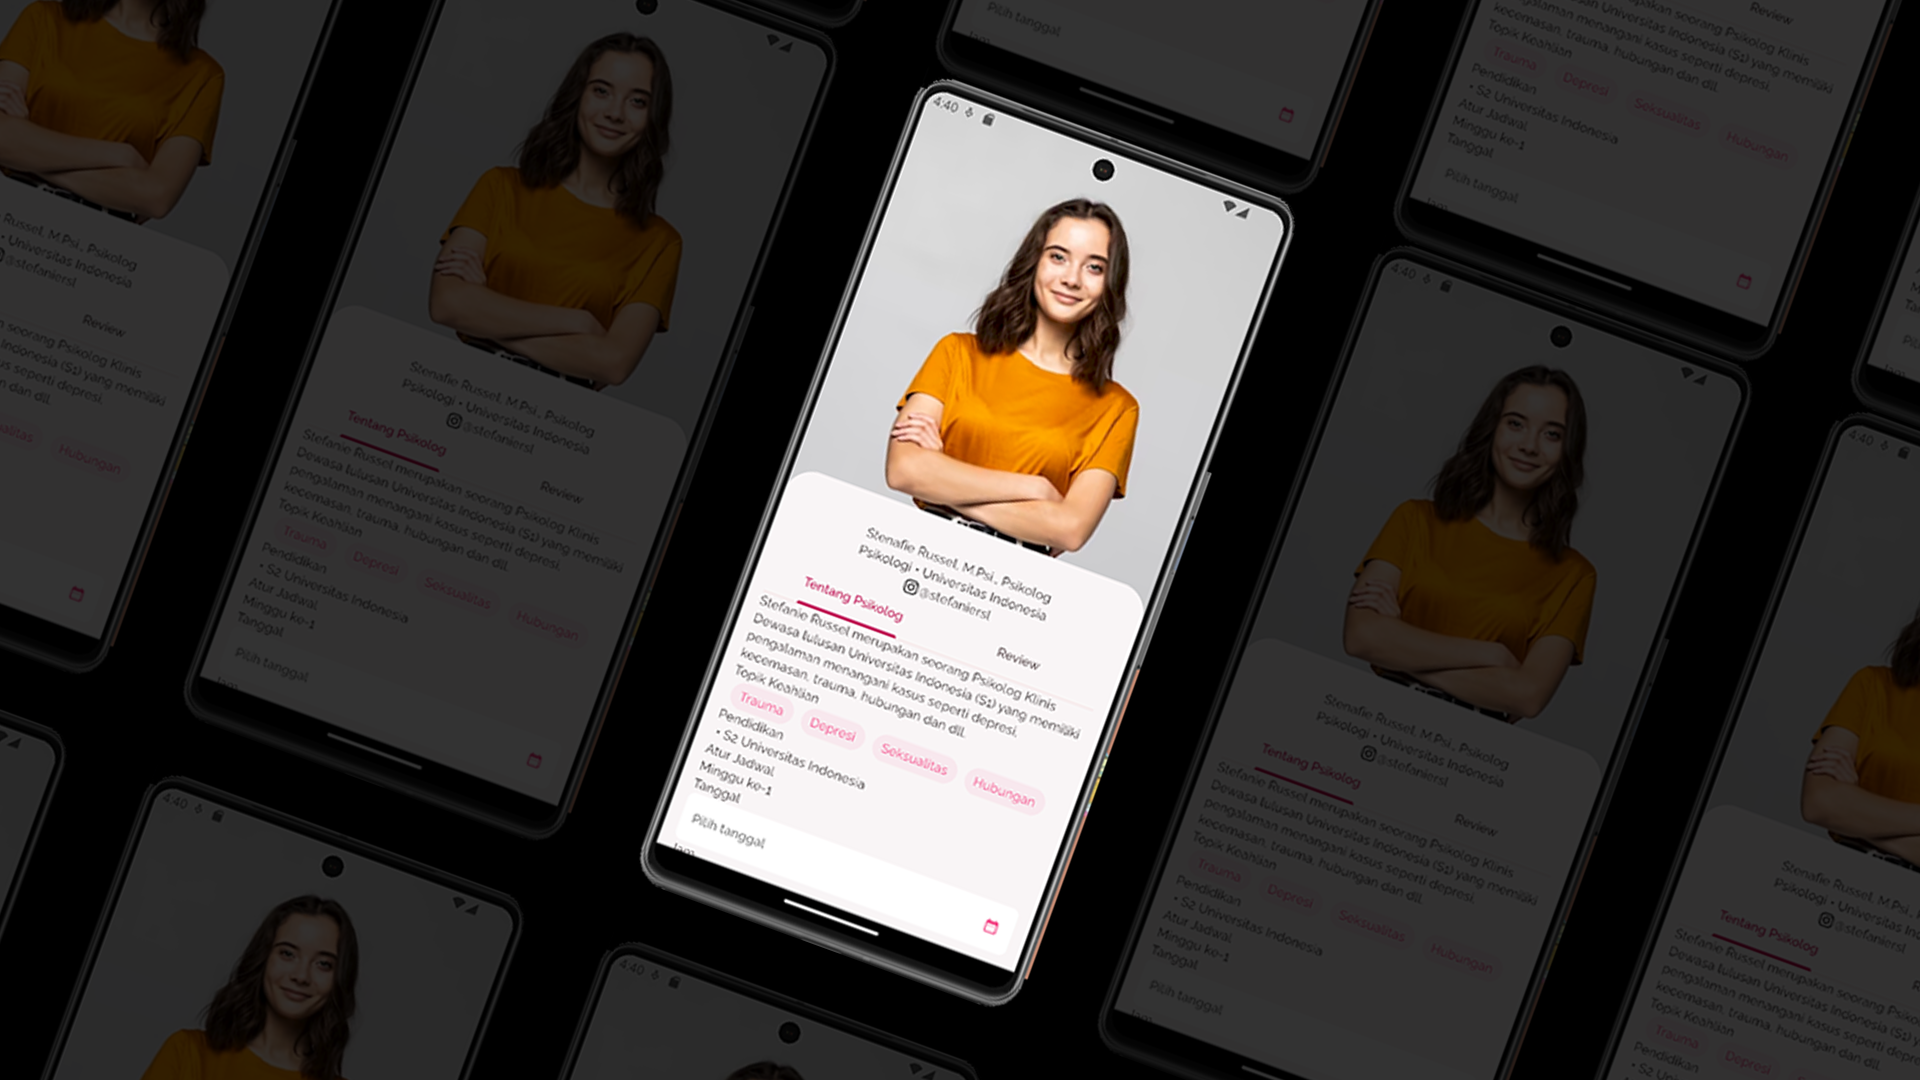 4:40
Stenafie Russel, M.Psi., Psikolog
Psikologi • Universitas Indonesia
@stefaniersl
Tentang Psikolog
Review
Stefanie Russel merupakan seorang Psikolog Klinis
Dewasa lulusan Universitas Indonesia (S1) yang memiliki
pengalaman menangani kasus seperti depresi,
kecemasan, trauma, hubungan dan dll.
Topik Keahlian
Trauma
Depresi
Seksualitas
Hubungan
Pendidikan
• S2 Universitas Indonesia
Atur Jadwal
Minggu ke-1
Tanggal
Pilih tanggal
Jam